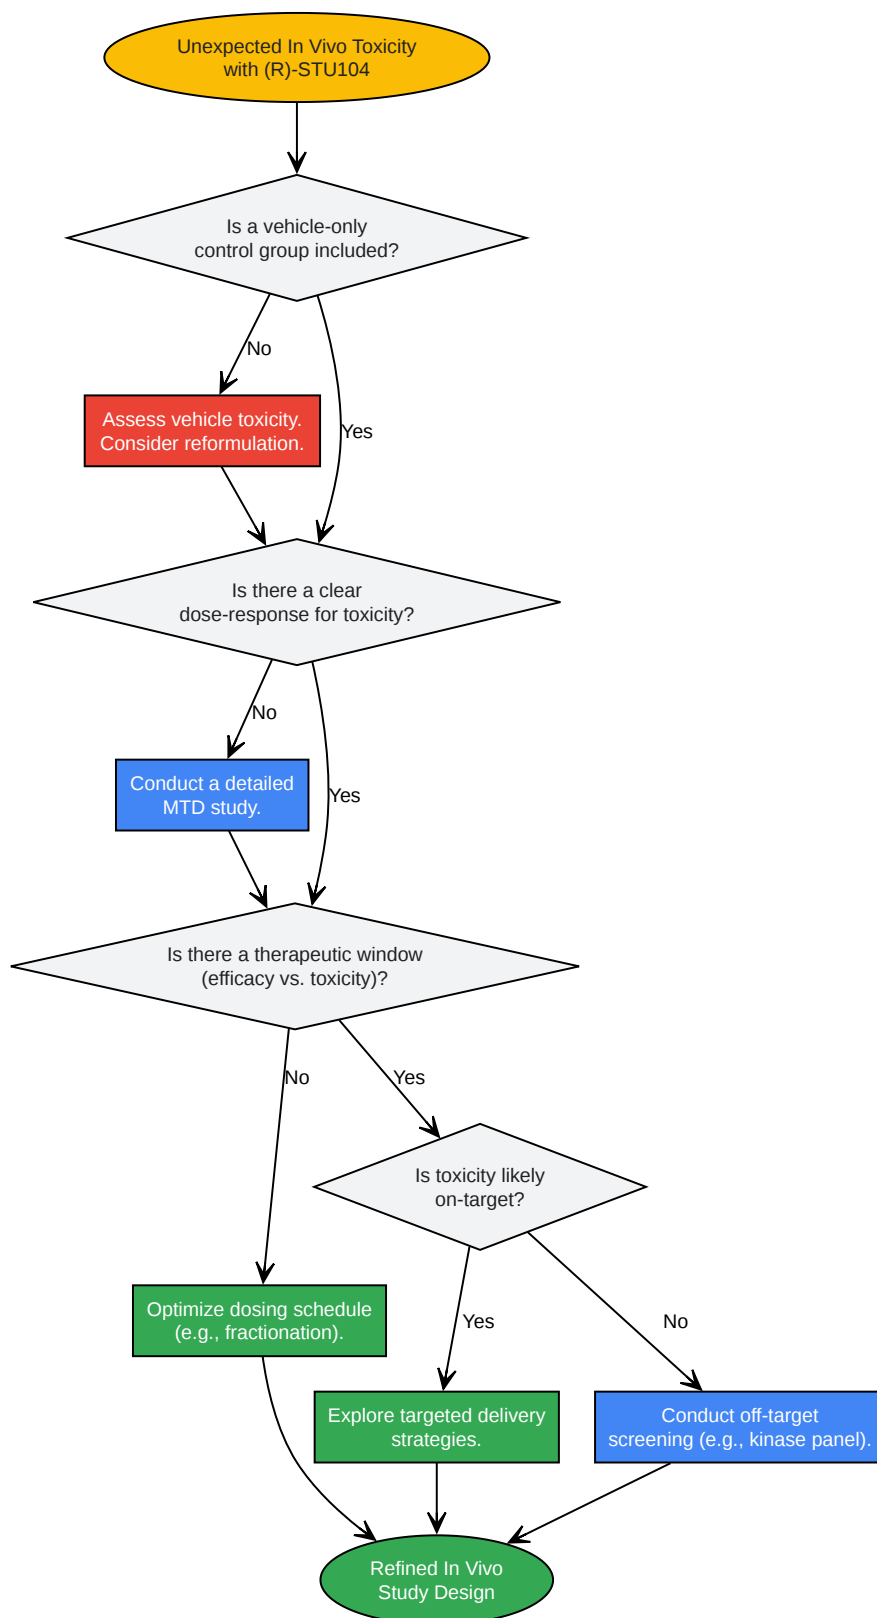 Unexpected In Vivo Toxicity
with (R)-STU104
Is a vehicle-only
control group included?
No
Assess vehicle toxicity.
Consider reformulation.
Yes
Is there a clear
dose-response for toxicity?
No
Conduct a detailed
MTD study.
Yes
Is there a therapeutic window
(efficacy vs. toxicity)?
No
Yes
Is toxicity likely
on-target?
Optimize dosing schedule
(e.g., fractionation).
Yes
No
Explore targeted delivery
strategies.
Conduct off-target
screening (e.g., kinase panel).
Refined In Vivo
Study Design